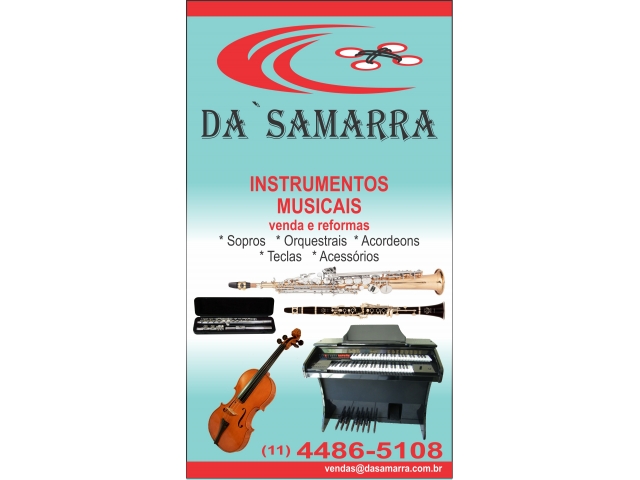 DA`SAMARRA
INSTRUMENTOS
MUSICAIS
venda e reformas
* Sopros * Orquestrais * Acordeons
* Teclas * Acessórios
(11) 4486-5108
vendas@dasamarra.com.br